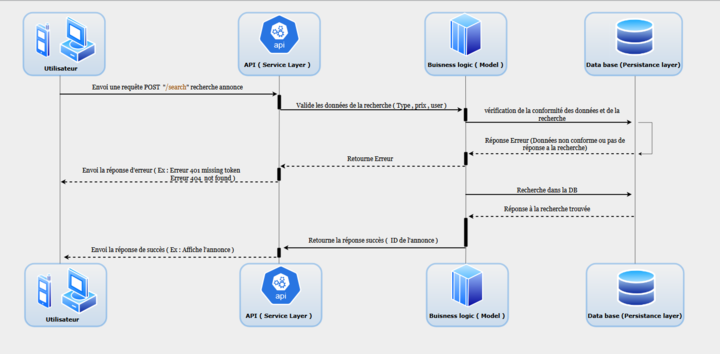 api
Utilisateur
API ( Service Layer )
Buisness logic ( Model )
Data base (Persistance layer)
Envoi une requête POST "/search" recherche annonce
Valide les données de la recherche ( Type , prix , user )
vérification de la conformité des données et de la
recherche
Réponse Erreur (Données non conforme ou pas de
réponse a la recherche)
Retourne Erreur
Envoi la réponse d'erreur ( Ex : Erreur 401 missing token
Erreur 404 not found )
Recherche dans la DB
Réponse à la recherche trouvée
Retourne la réponse succès ( ID de l'annonce )
Envoi la réponse de succès ( Ex : Affiche l'annonce )
api
Utilisateur
API ( Service Layer )
Buisness logic ( Model )
Data base (Persistance layer)